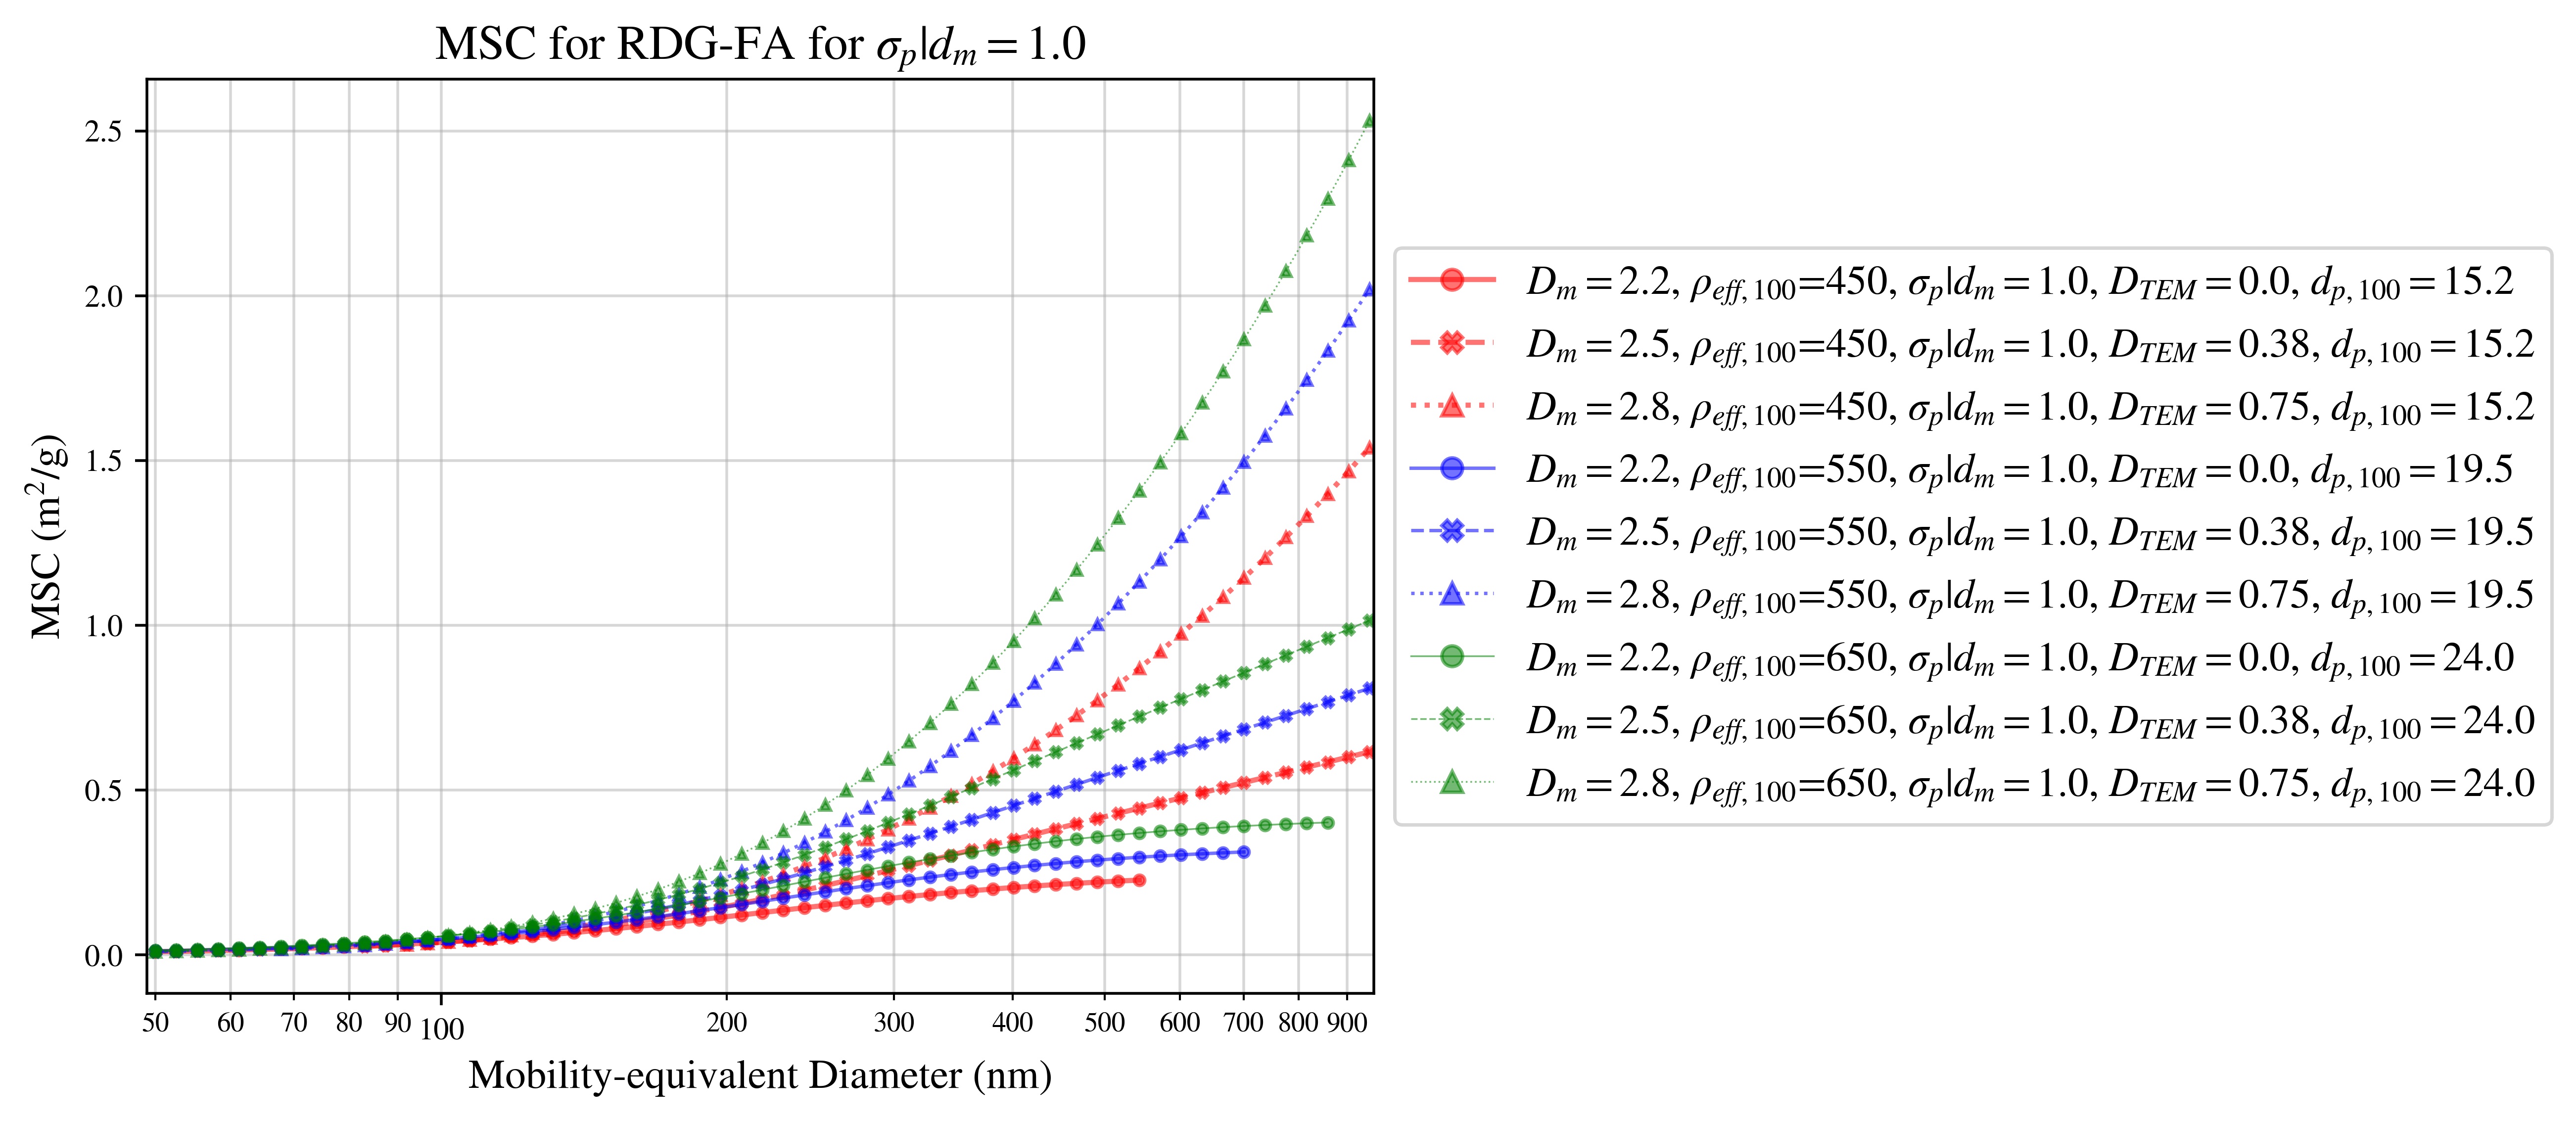 MSC for RDG-FA for σp|dm = 1.0
MSC (m²/g)
2.5
2.0
1.5
1.0
0.5
0.0
50 60 70 80 90 100 200 300 400 500 600 700 800 900
Mobility-equivalent Diameter (nm)
Dm = 2.2, ρeff,100=450, σp|dm = 1.0, DTEM = 0.0, dp,100 = 15.2
Dm = 2.5, ρeff,100=450, σp|dm = 1.0, DTEM = 0.38, dp,100 = 15.2
Dm = 2.8, ρeff,100=450, σp|dm = 1.0, DTEM = 0.75, dp,100 = 15.2
Dm = 2.2, ρeff,100=550, σp|dm = 1.0, DTEM = 0.0, dp,100 = 19.5
Dm = 2.5, ρeff,100=550, σp|dm = 1.0, DTEM = 0.38, dp,100 = 19.5
Dm = 2.8, ρeff,100=550, σp|dm = 1.0, DTEM = 0.75, dp,100 = 19.5
Dm = 2.2, ρeff,100=650, σp|dm = 1.0, DTEM = 0.0, dp,100 = 24.0
Dm = 2.5, ρeff,100=650, σp|dm = 1.0, DTEM = 0.38, dp,100 = 24.0
Dm = 2.8, ρeff,100=650, σp|dm = 1.0, DTEM = 0.75, dp,100 = 24.0